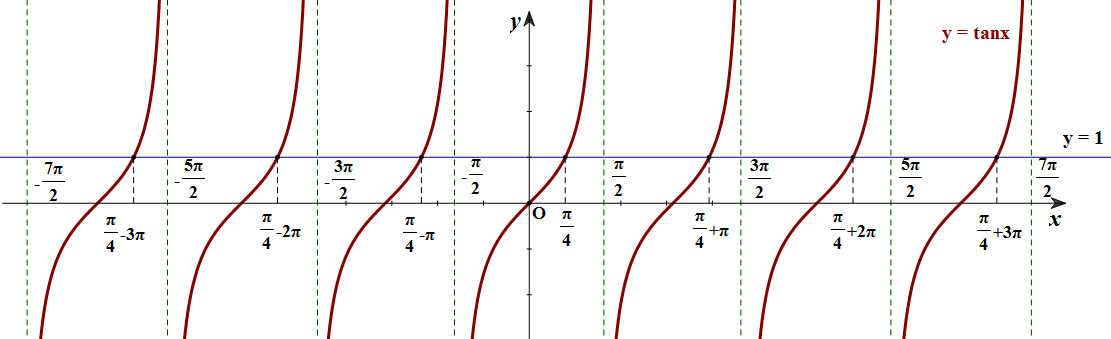 y
y = tanx
y = 1
-7π/2
-5π/2
-3π/2
-π/2
π/2
3π/2
5π/2
7π/2
O
x
π/4-3π
π/4-2π
π/4-π
π/4
π/4+π
π/4+2π
π/4+3π